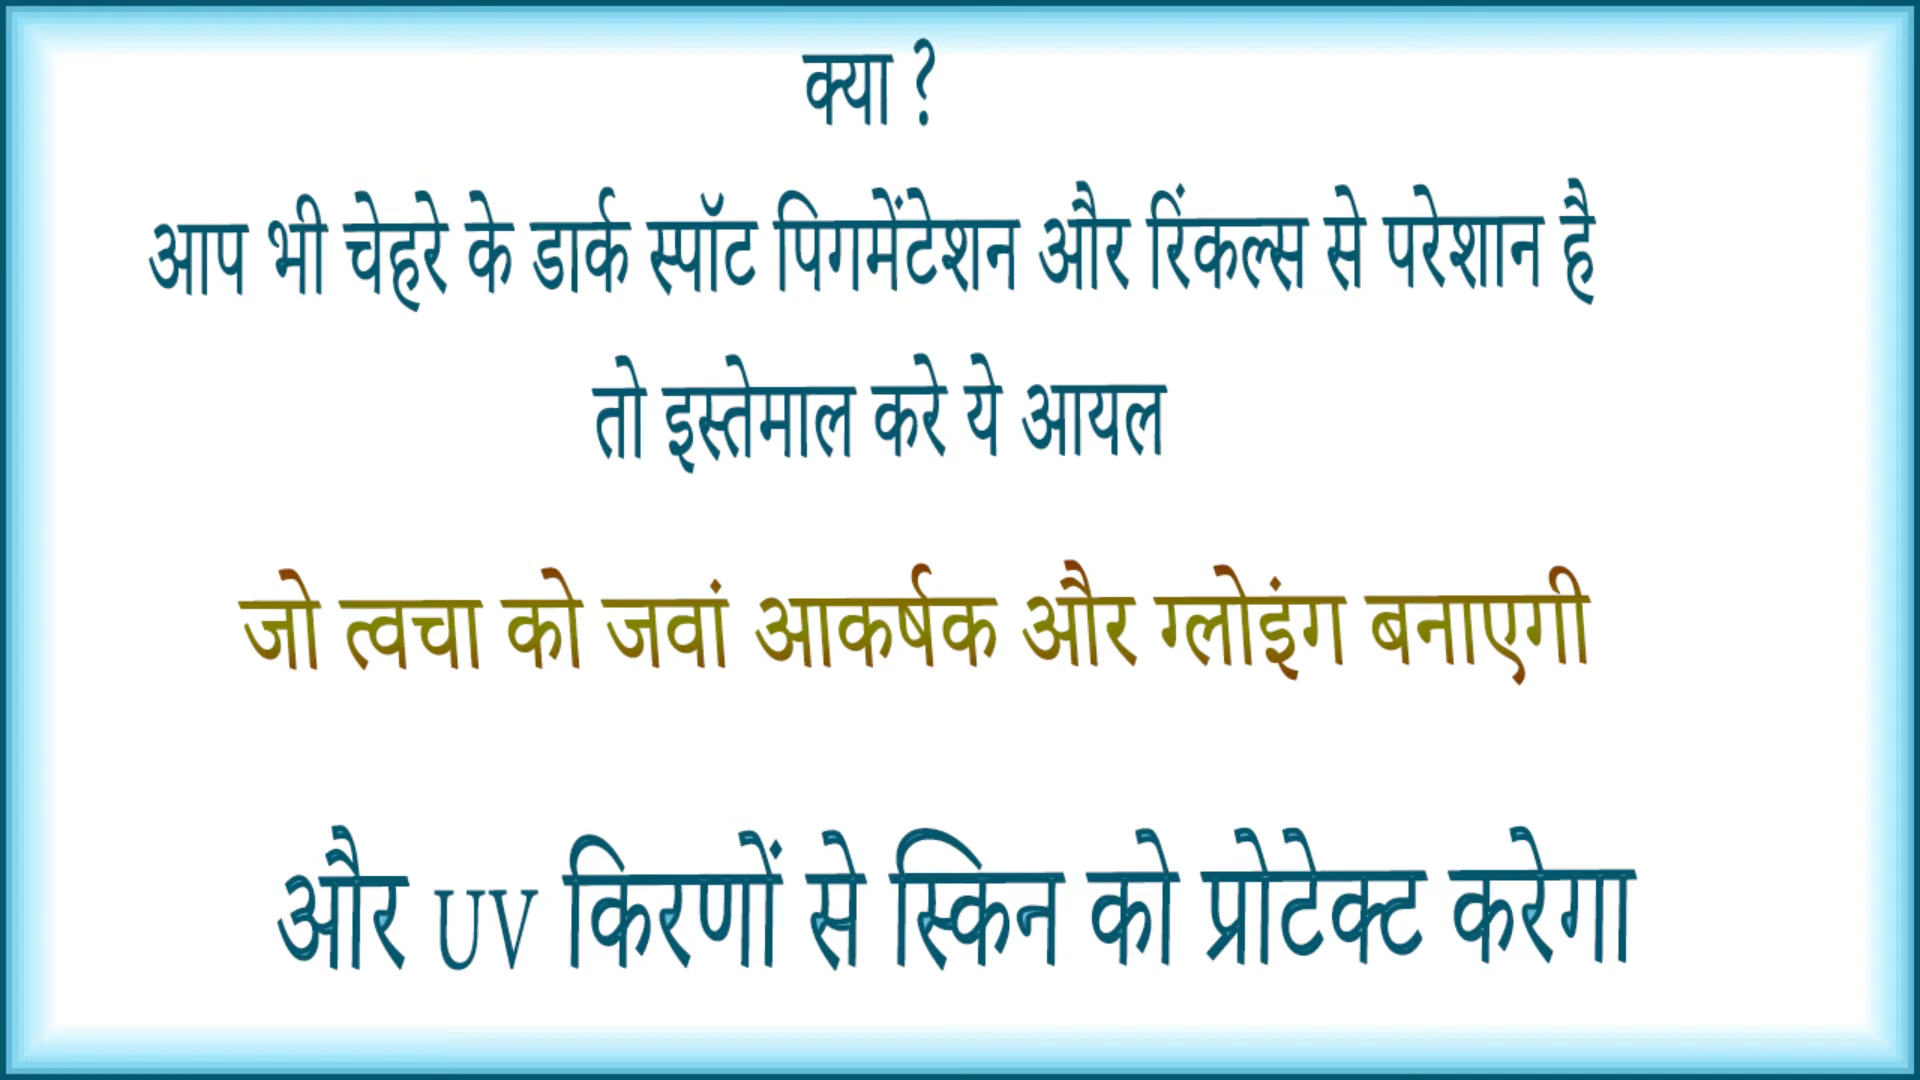 क्या ?
आप भी चेहरे के डार्क स्पॉट पिगमेंटेशन और रिंकल्स से परेशान है
तो इस्तेमाल करे ये आयल
जो त्वचा को जवां आकर्षक और ग्लोइंग बनाएगी
और UV किरणों से स्किन को प्रोटेक्ट करेगा